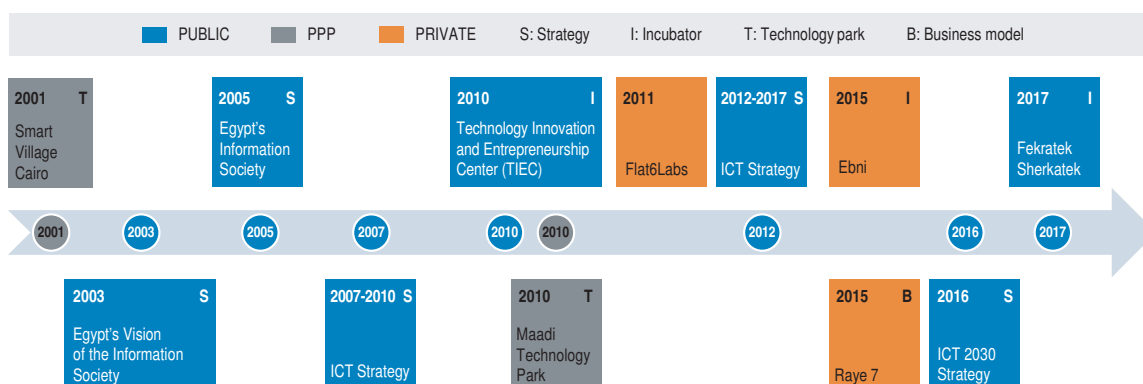 PUBLIC PPP PRIVATE S: Strategy I: Incubator T: Technology park B: Business model
2001 T
Smart
Village
Cairo
2005 S
Egypt's
Information
Society
2010 I
Technology Innovation
and Entrepreneurship
Center (TIEC)
2011
Flat6Labs
2012-2017 S
ICT Strategy
2015 I
Ebni
2017 I
Fekratek
Sherkatek
2001 2003 2005 2007 2010 2010 2012 2016 2017
2003 S
Egypt's Vision
of the Information
Society
2007-2010 S
ICT Strategy
2010 T
Maadi
Technology
Park
2015 B
Raye 7
2016 S
ICT 2030
Strategy